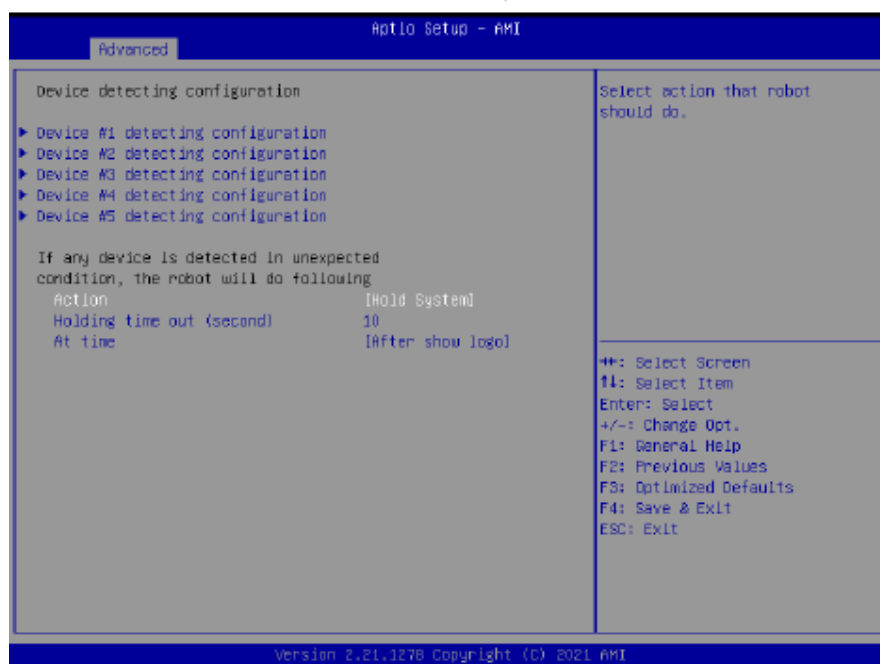 Aptio Setup - AMI
Advanced
Device detecting configuration
Device #1 detecting configuration
Device #2 detecting configuration
Device #3 detecting configuration
Device #4 detecting configuration
Device #5 detecting configuration
If any device is detected in unexpected
condition, the robot will do following
Action [Hold System]
Holding time out (second) 10
At time [After show logo]
Select action that robot
should do.
→←: Select Screen
↑↓: Select Item
Enter: Select
+/-: Change Opt.
F1: General Help
F2: Previous Values
F3: Optimized Defaults
F4: Save & Exit
ESC: Exit
Version 2.21.1278 Copyright (C) 2021 AMI